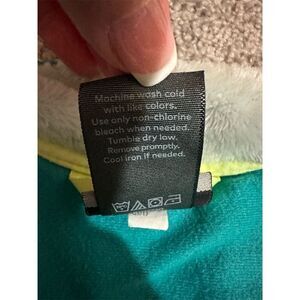 Machine wash cold
with like colors.
Use only non-chlorine
bleach when needed.
Tumble dry low.
Remove promptly.
Cool iron if needed.